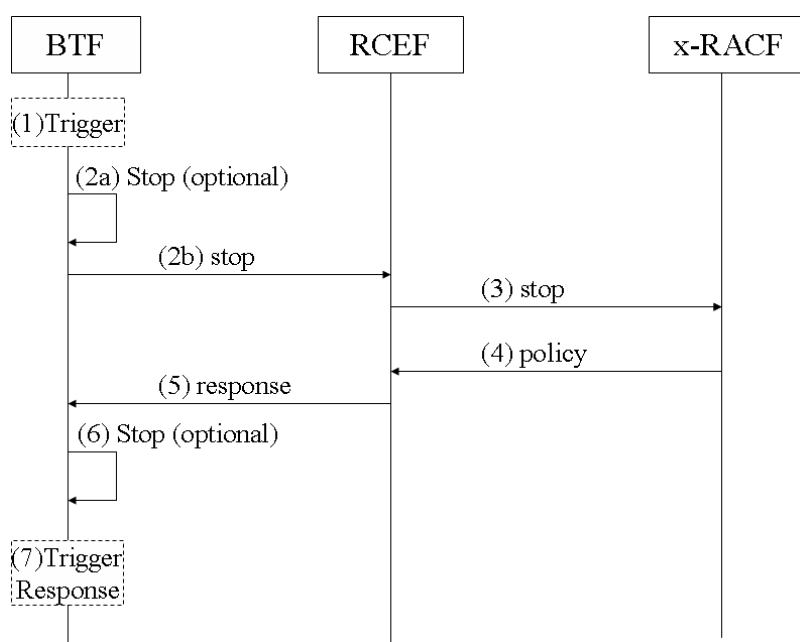 BTF
RCEF
x-RACF
(1)Trigger
(2a) Stop (optional)
(2b) stop
(3) stop
(4) policy
(5) response
(6) Stop (optional)
(7)Trigger
Response